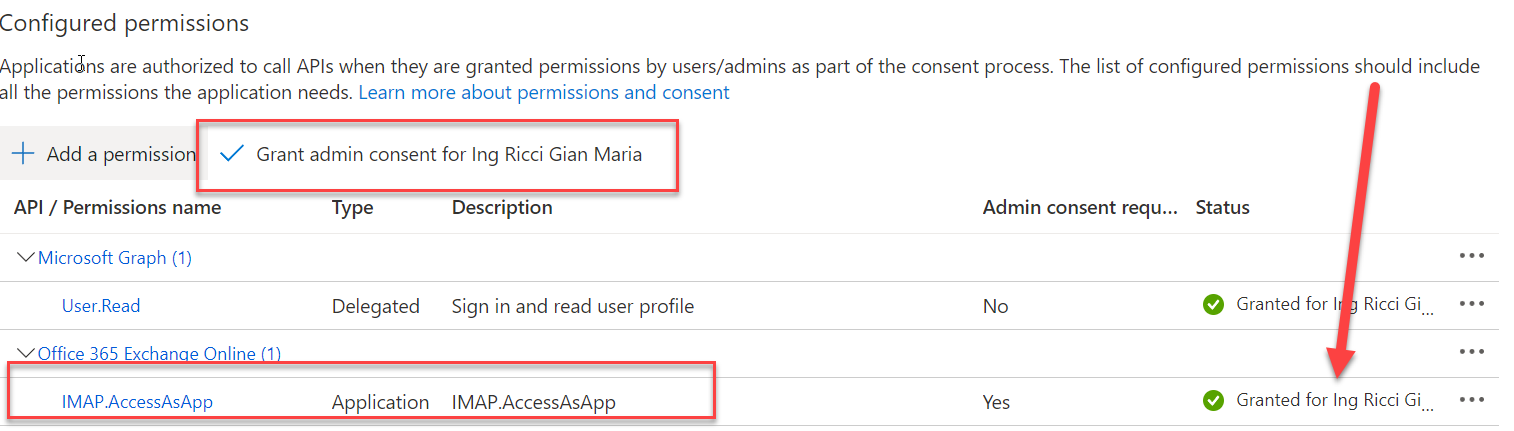 Configured permissions
Applications are authorized to call APIs when they are granted permissions by users/admins as part of the consent process. The list of configured permissions should include
all the permissions the application needs. Learn more about permissions and consent
Add a permission Grant admin consent for Ing Ricci Gian Maria
API / Permissions name Type Description Admin consent requ... Status
Microsoft Graph (1) ...
User.Read Delegated Sign in and read user profile No Granted for Ing Ricci Gi... ...
Office 365 Exchange Online (1) ...
IMAP.AccessAsApp Application IMAP.AccessAsApp Yes Granted for Ing Ricci Gi... ...